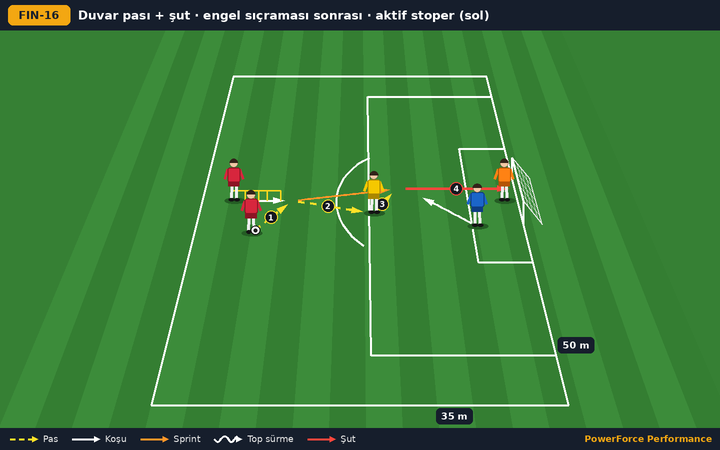 FIN-16
Duvar pası + şut · engel sıçraması sonrası · aktif stoper (sol)
1
2
3
4
50 m
35 m
Pas
Koşu
Sprint
Top sürme
Şut
PowerForce Performance